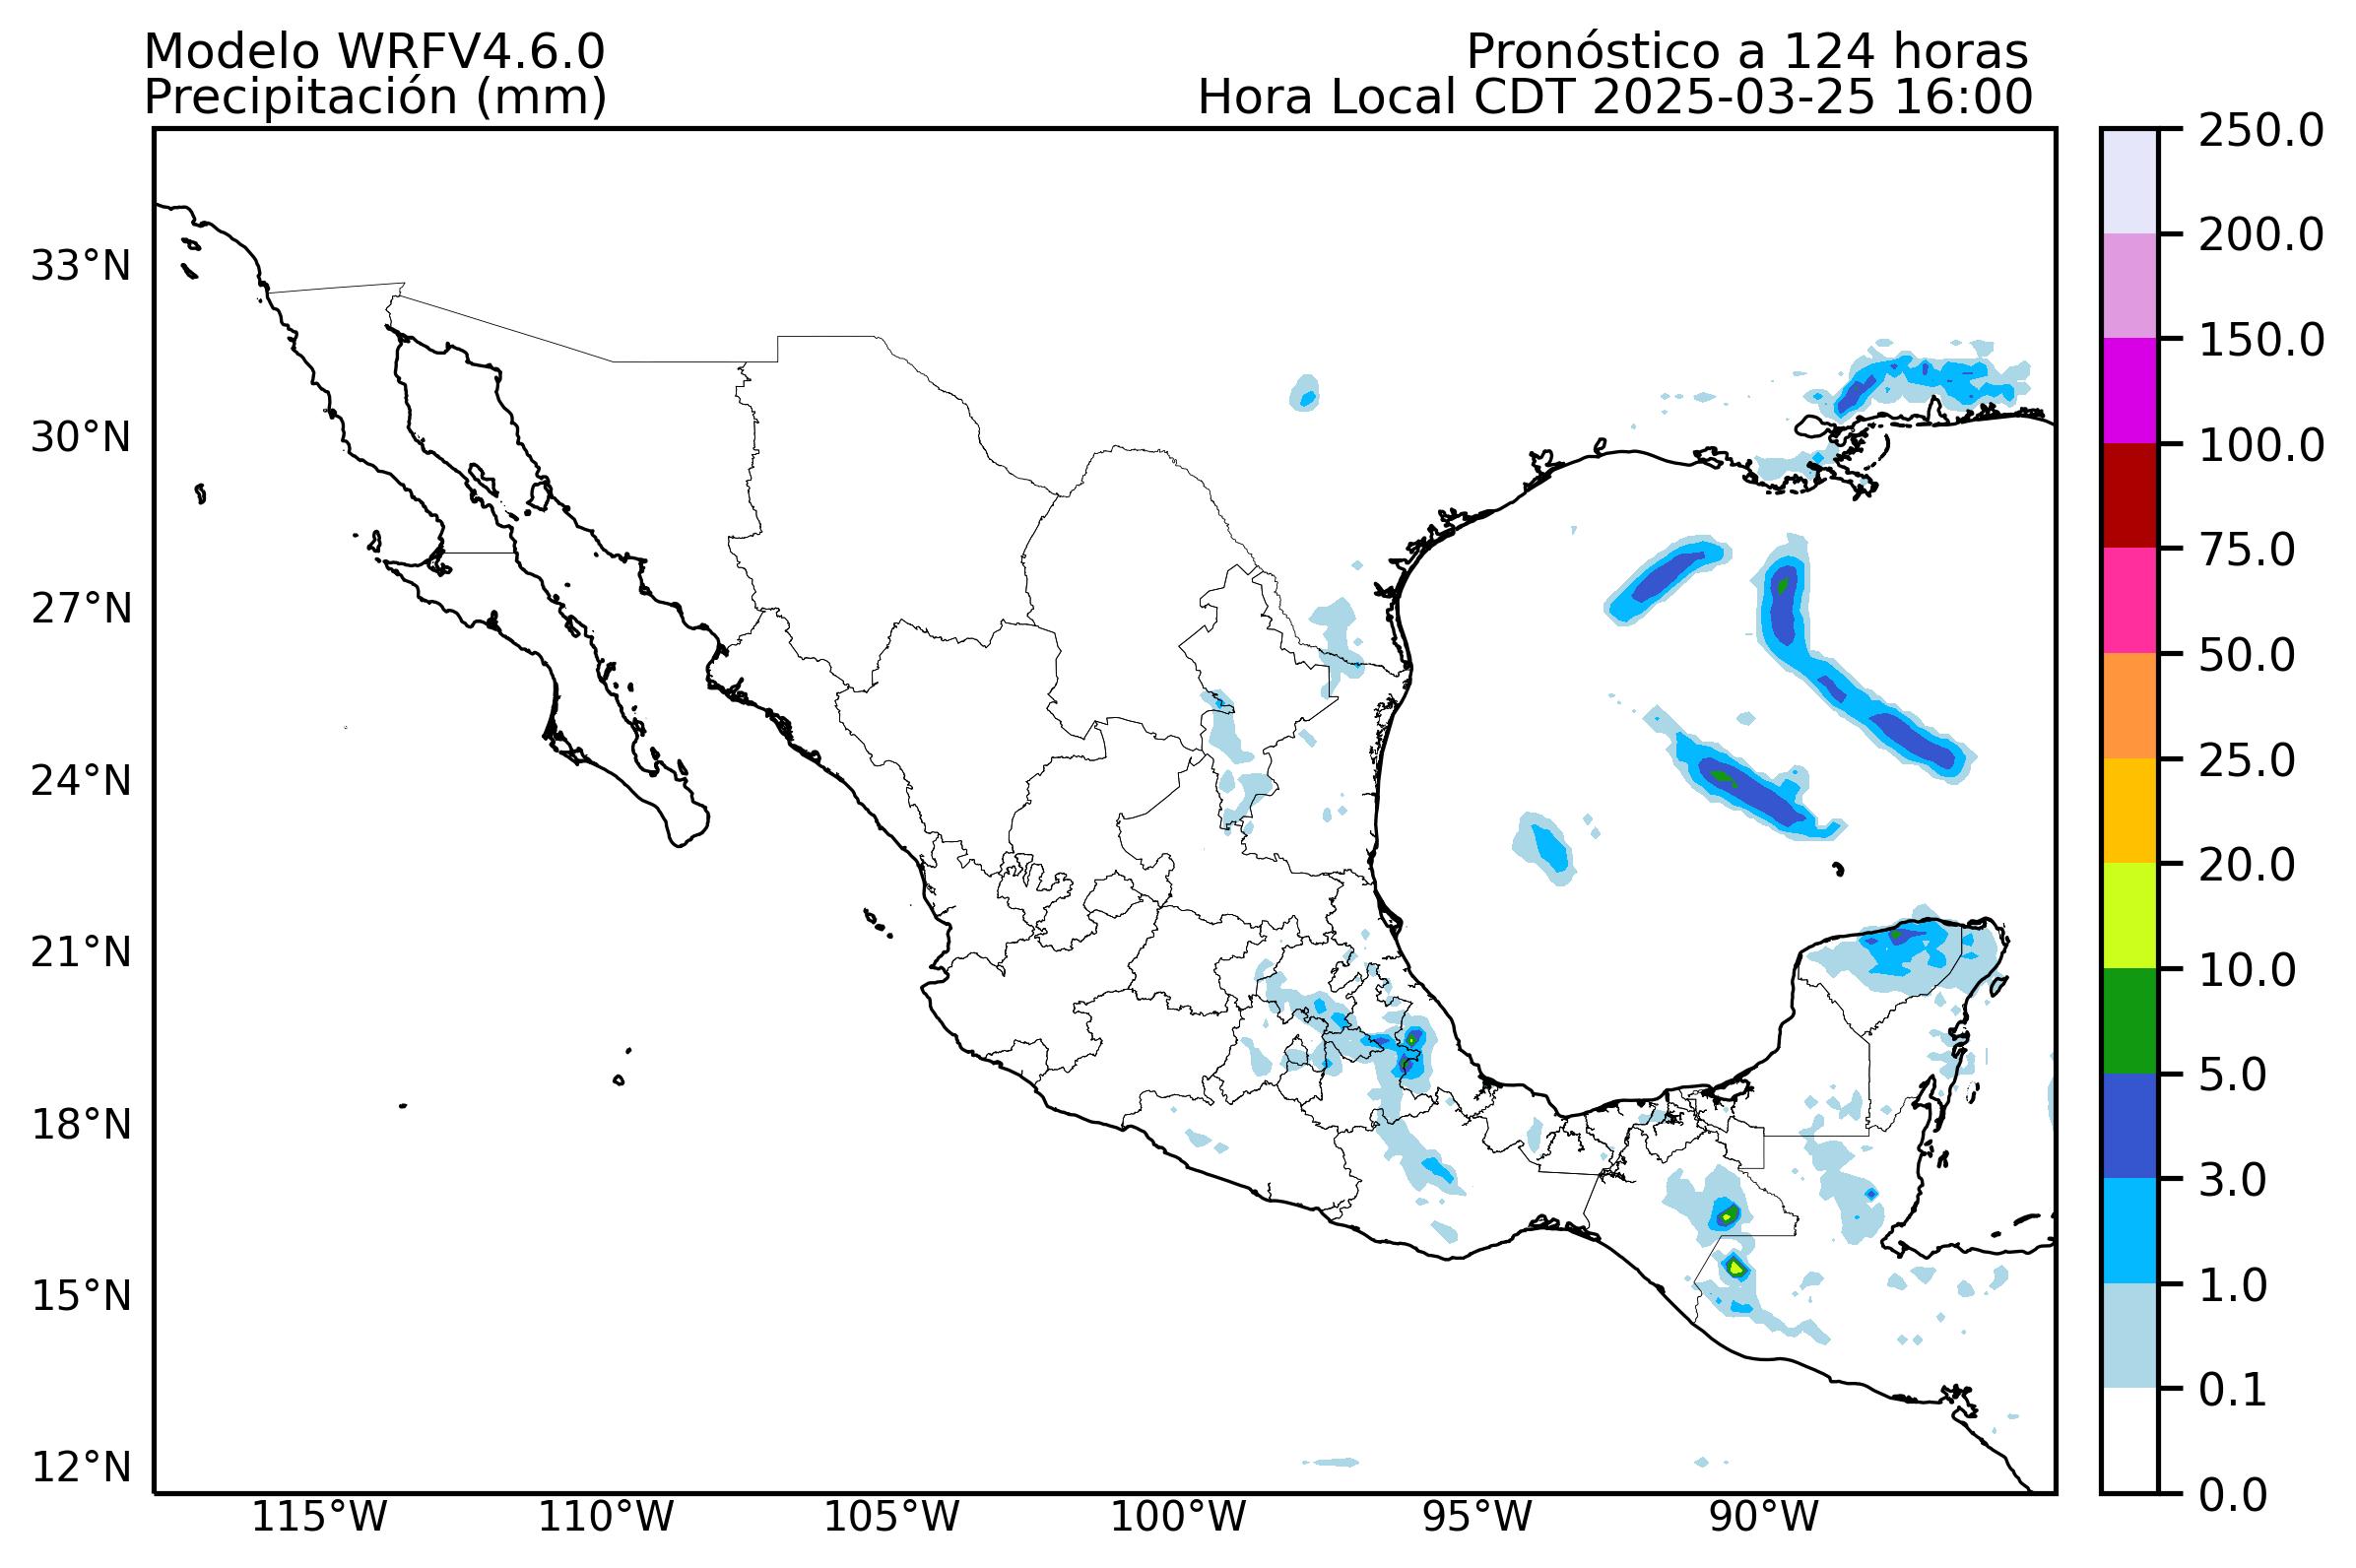 Modelo WRFV4.6.0
Precipitación (mm)
Pronóstico a 124 horas
Hora Local CDT 2025-03-25 16:00
33°N
30°N
27°N
24°N
21°N
18°N
15°N
12°N
115°W
110°W
105°W
100°W
95°W
90°W
250.0
200.0
150.0
100.0
75.0
50.0
25.0
20.0
10.0
5.0
3.0
1.0
0.1
0.0